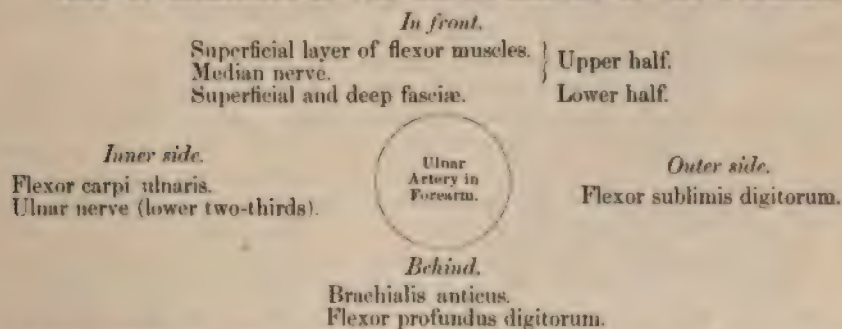 In front.
Superficial layer of flexor muscles. } Upper half.
Median nerve.
Superficial and deep fasciæ. Lower half.
Inner side.
Flexor carpi ulnaris.
Ulnar nerve (lower two-thirds).
Ulnar
Artery in
Forearm.
Outer side.
Flexor sublimis digitorum.
Behind.
Brachialis anticus.
Flexor profundus digitorum.